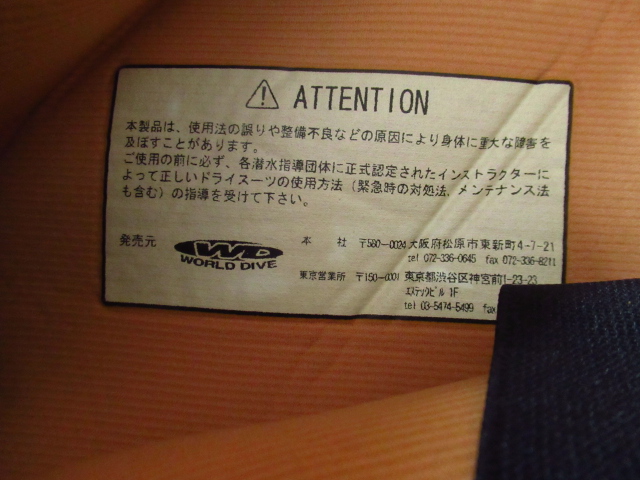 ATTENTION
本製品は、使用法の誤りや整備不良などの原因により身体に重大な障害を
及ぼすことがあります。
ご使用の前に必ず、各潜水指導団体に正式認定されたインストラクターに
よって正しいドライスーツの使用方法（緊急時の対処法、メンテナンス法
も含む）の指導を受けて下さい。
発売元 WD WORLD DIVE 本 社 〒580-0024 大阪府松原市東新町4-7-21
tel 072-336-0645 fax 072-336-8211
東京営業所 〒150-0001 東京都渋谷区神宮前1-23-23
ｴｽﾃｯｸﾋﾞﾙ 1F
tel 03-5474-5499 fax